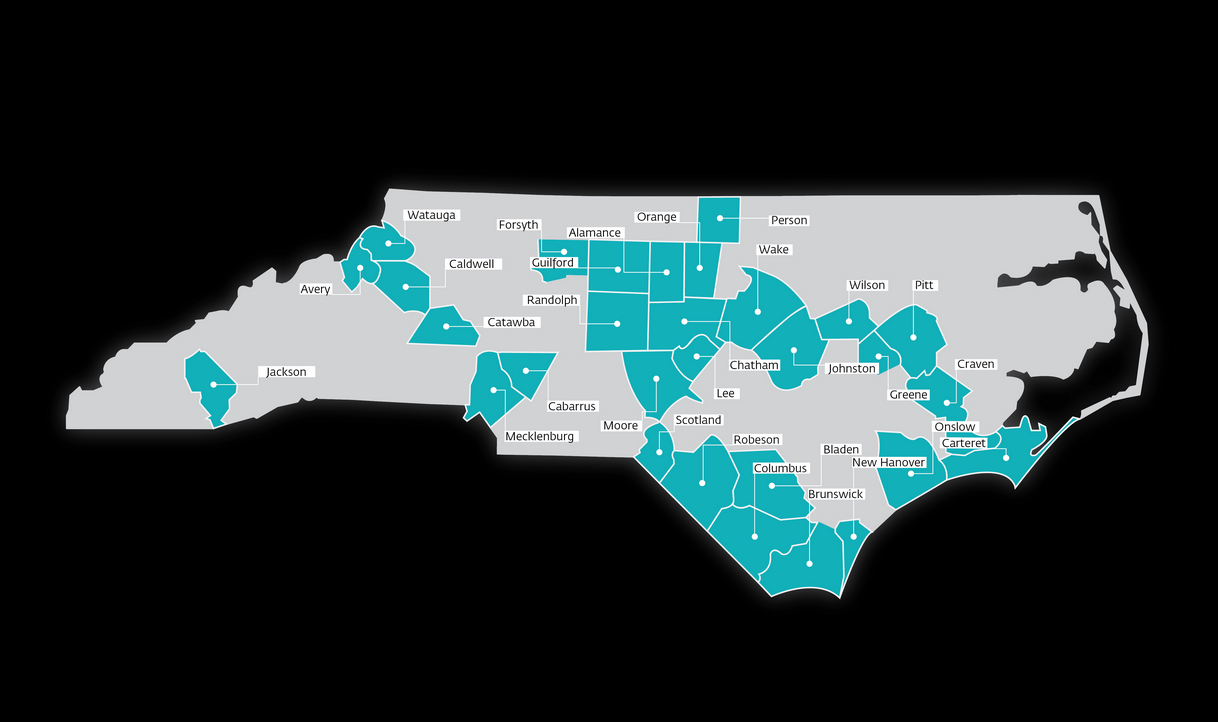 Watauga
Orange
Person
Forsyth
Alamance
Wake
Guilford
Caldwell
Avery
Wilson
Pitt
Randolph
Catawba
Craven
Chatham
Johnston
Jackson
Lee
Greene
Cabarrus
Moore
Scotland
Onslow
Mecklenburg
Robeson
Carteret
Bladen
New Hanover
Columbus
Brunswick